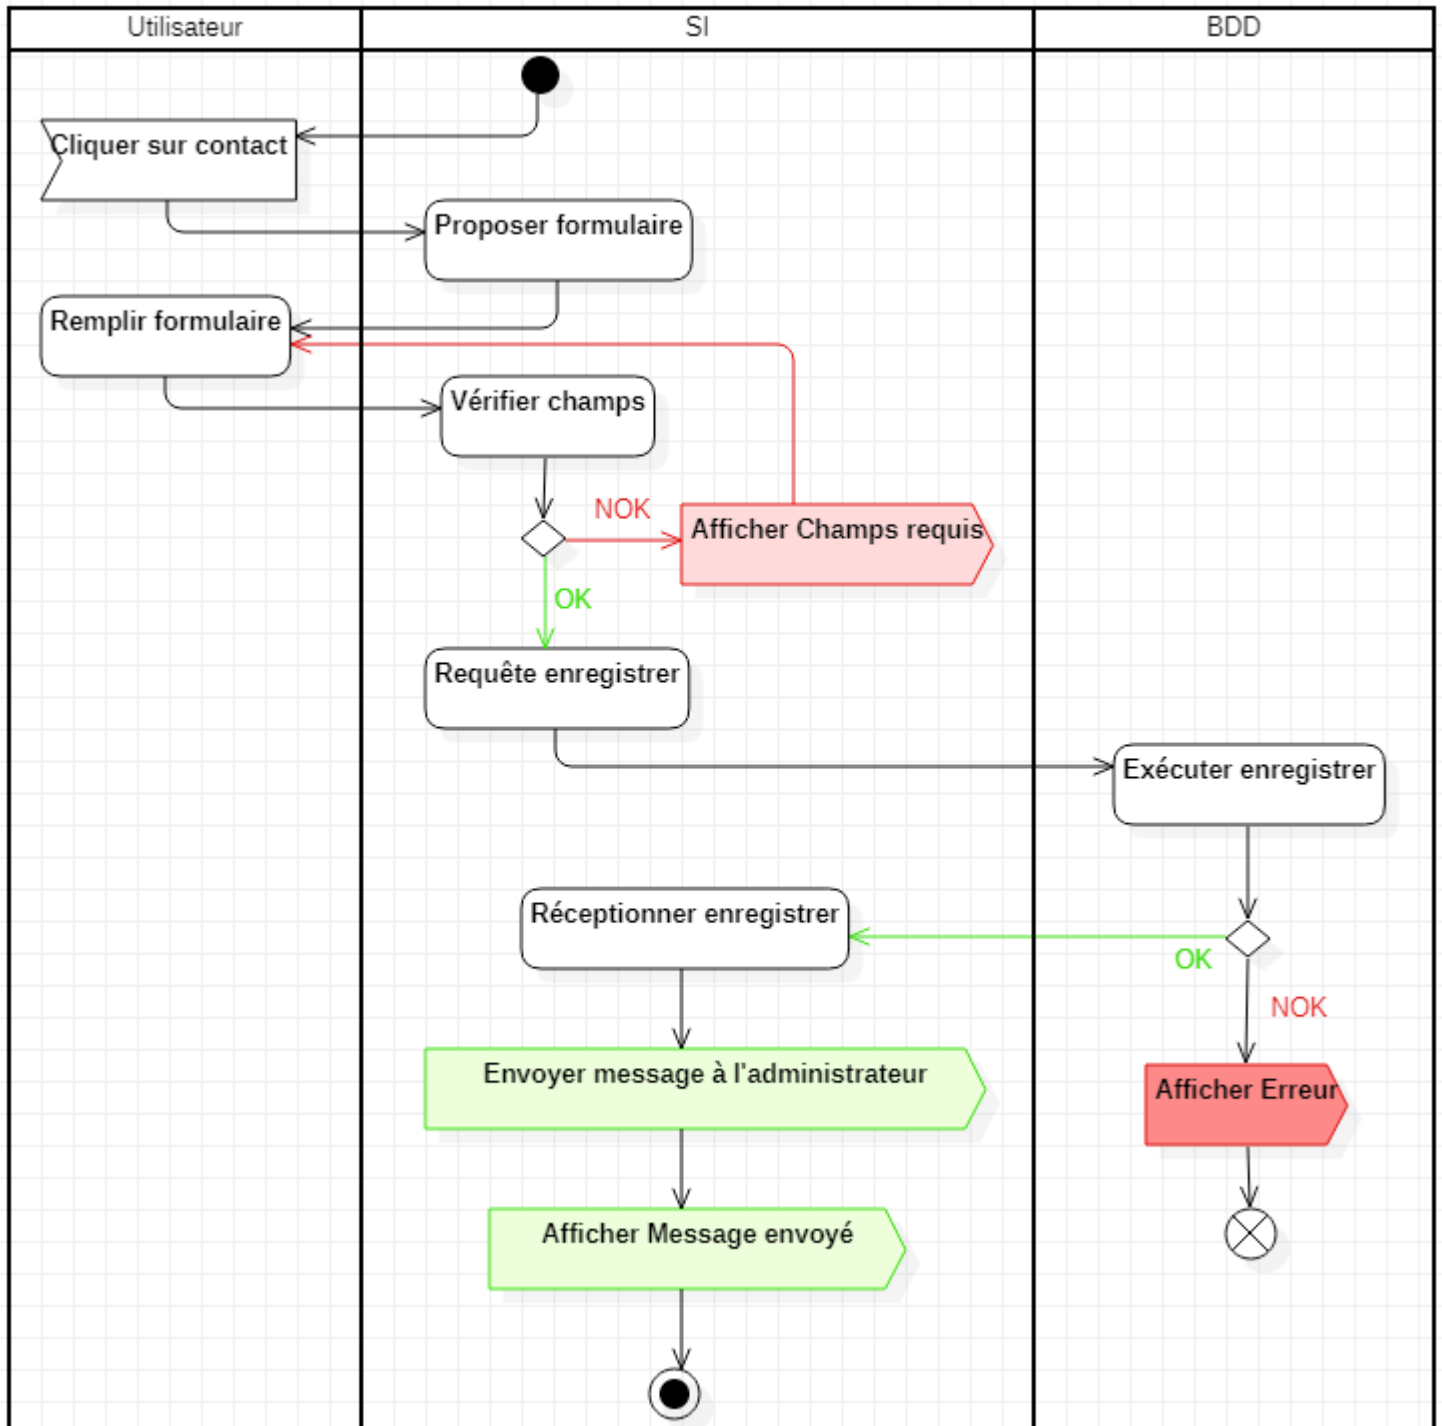 Utilisateur
SI
BDD
Cliquer sur contact
Proposer formulaire
Remplir formulaire
Vérifier champs
NOK
Afficher Champs requis
OK
Requête enregistrer
Exécuter enregistrer
Réceptionner enregistrer
OK
NOK
Envoyer message à l'administrateur
Afficher Erreur
Afficher Message envoyé